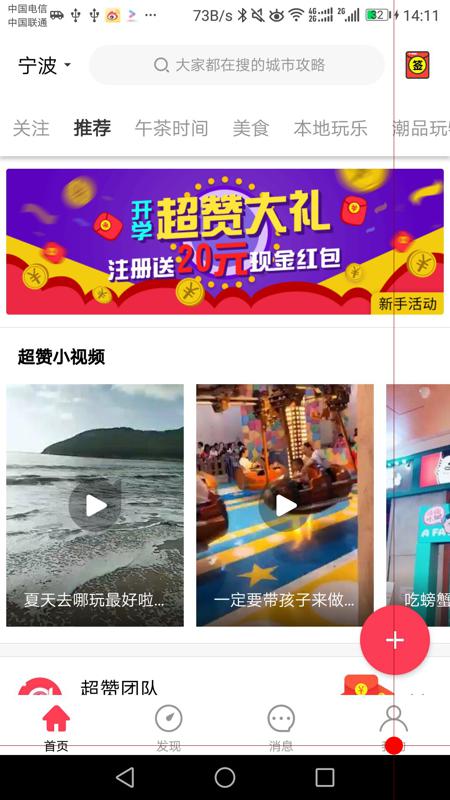 中国电信
中国联通
73B/s
4G
2G
32
14:11
宁波
大家都在搜的城市攻略
签
关注 推荐 午茶时间 美食 本地玩乐 潮品玩
开学
超赞大礼
注册送20元现金红包
新手活动
超赞小视频
夏天去哪玩最好啦...
一定要带孩子来做...
吃螃蟹
A FA
超赞团队
首页 发现 消息